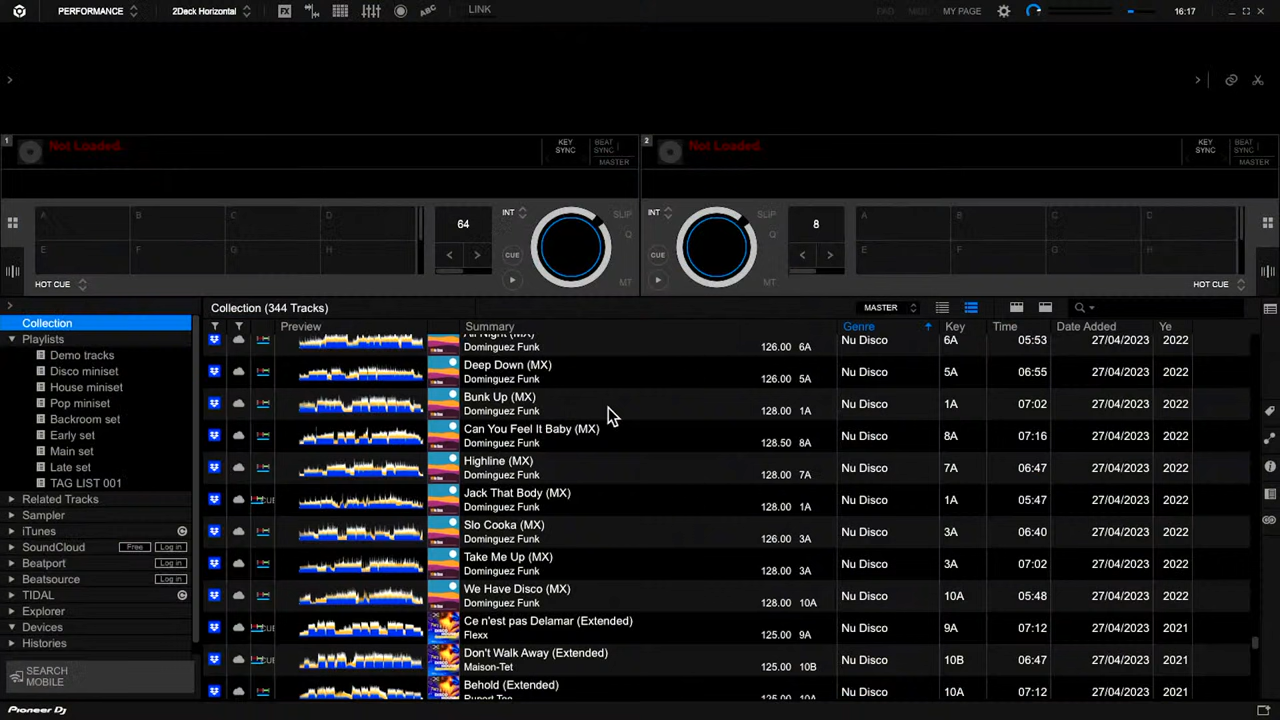 PERFORMANCE 2Deck Horizontal LINK MY PAGE 16:17
1 Not Loaded. KEY SYNC BEAT SYNC MASTER
2 Not Loaded. KEY SYNC BEAT SYNC MASTER
A B C D 64 INT SLIP Q CUE MT
E F G H
HOT CUE
INT SLIP Q CUE MT 8 A B C D
E F G H
HOT CUE
Collection (344 Tracks) MASTER
Preview Summary Genre Key Time Date Added Ye
Collection
Playlists
Demo tracks
Disco miniset
House miniset
Pop miniset
Backroom set
Early set
Main set
Late set
TAG LIST 001
Related Tracks
Sampler
iTunes
SoundCloud Free Log in
Beatport Log in
Beatsource Log in
TIDAL
Explorer
Devices
Histories
SEARCH MOBILE
All Night (MX)
Dominguez Funk 126.00 6A Nu Disco 6A 05:53 27/04/2023 2022
Deep Down (MX)
Dominguez Funk 126.00 5A Nu Disco 5A 06:55 27/04/2023 2022
Bunk Up (MX)
Dominguez Funk 128.00 1A Nu Disco 1A 07:02 27/04/2023 2022
Can You Feel It Baby (MX)
Dominguez Funk 128.50 8A Nu Disco 8A 07:16 27/04/2023 2022
Highline (MX)
Dominguez Funk 128.00 7A Nu Disco 7A 06:47 27/04/2023 2022
Jack That Body (MX)
Dominguez Funk 128.00 1A Nu Disco 1A 05:47 27/04/2023 2022
Slo Cooka (MX)
Dominguez Funk 126.00 3A Nu Disco 3A 06:40 27/04/2023 2022
Take Me Up (MX)
Dominguez Funk 128.00 3A Nu Disco 3A 07:02 27/04/2023 2022
We Have Disco (MX)
Dominguez Funk 128.00 10A Nu Disco 10A 05:48 27/04/2023 2022
Ce n'est pas Delamar (Extended)
Flexx 125.00 9A Nu Disco 9A 07:12 27/04/2023 2021
Don't Walk Away (Extended)
Maison-Tet 125.00 10B Nu Disco 10B 06:47 27/04/2023 2021
Behold (Extended)
Nu Disco 10A 07:12 27/04/2023 2021
Pioneer Dj